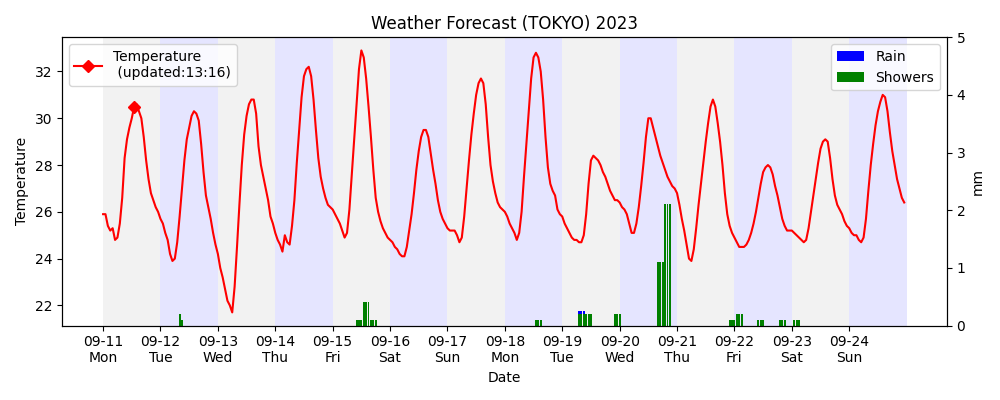 Weather Forecast (TOKYO) 2023
Temperature
(updated:13:16)
Rain
Showers
Temperature
32
30
28
26
24
22
5
4
3
2
1
0
mm
09-11 09-12 09-13 09-14 09-15 09-16 09-17 09-18 09-19 09-20 09-21 09-22 09-23 09-24
Mon Tue Wed Thu Fri Sat Sun Mon Tue Wed Thu Fri Sat Sun
Date